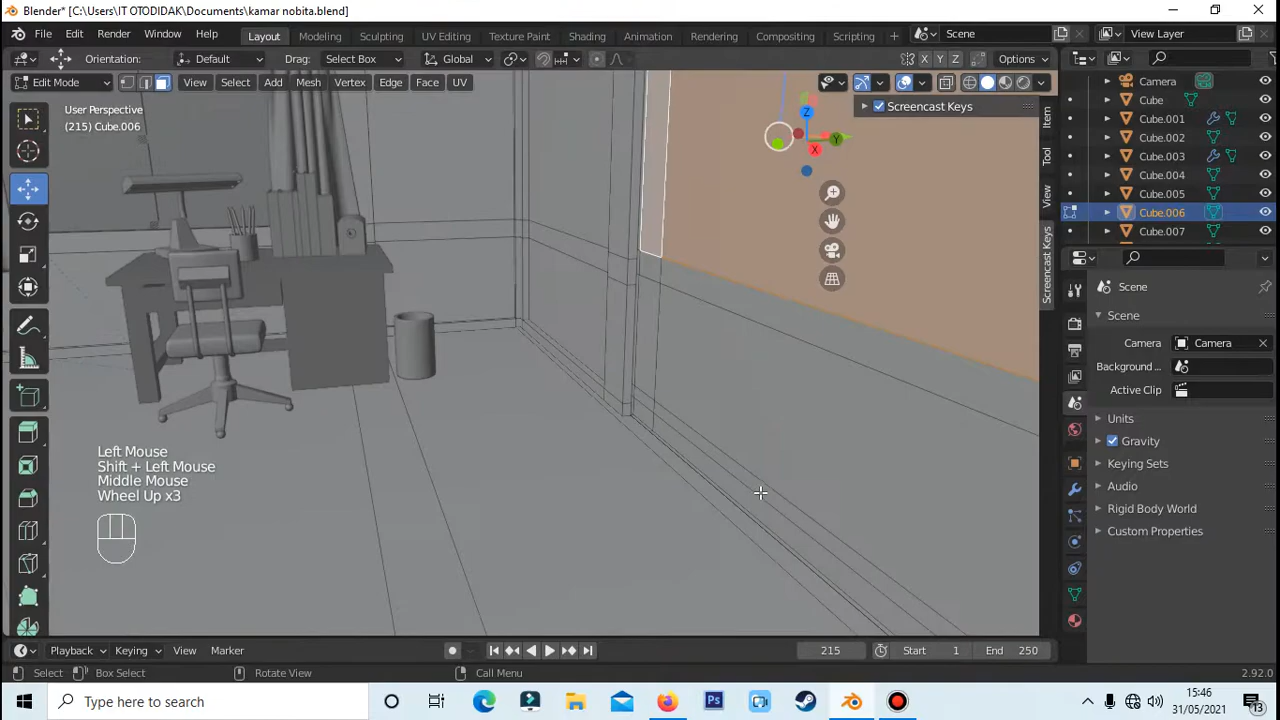 Blender* [C:\Users\IT OTODIDAK\Documents\kamar nobita.blend]
File Edit Render Window Help Layout Modeling Sculpting UV Editing Texture Paint Shading Animation Rendering Compositing Scripting + Scene View Layer
Orientation: Default Drag: Select Box Global X Y Z Options
Edit Mode View Select Add Mesh Vertex Edge Face UV
User Perspective
(215) Cube.006
Screencast Keys
Z
Y
X
Item
Tool
View
Screencast Keys
Left Mouse
Shift + Left Mouse
Middle Mouse
Wheel Up x3
Camera
Cube
Cube.001
Cube.002
Cube.003
Cube.004
Cube.005
Cube.006
Cube.007
Scene
Scene
Camera Camera
Background ...
Active Clip
Units
Gravity
Keying Sets
Audio
Rigid Body World
Custom Properties
Playback Keying View Marker 215 Start 1 End 250
Select Box Select Rotate View Call Menu 2.92.0
Type here to search
Ps
15:46
31/05/2021
13